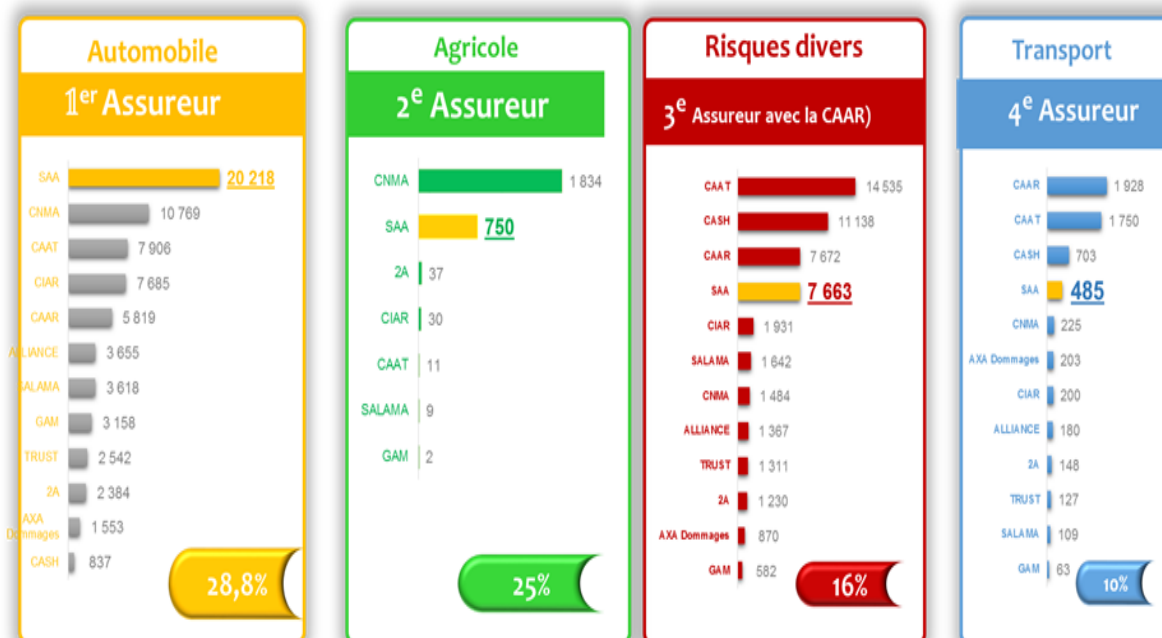 Automobile
1er Assureur
SAA 20 218
CNMA 10 769
CAAT 7 906
CIAR 7 685
CAAR 5 819
ALLIANCE 3 655
SALAMA 3 618
GAM 3 158
TRUST 2 542
2A 2 384
AXA
Dommages 1 553
CASH 837
28,8%
Agricole
2e Assureur
CNMA 1 834
SAA 750
2A 37
CIAR 30
CAAT 11
SALAMA 9
GAM 2
25%
Risques divers
3e Assureur avec la CAAR)
CAAT 14 535
CASH 11 138
CAAR 7 672
SAA 7 663
CIAR 1 931
SALAMA 1 642
CNMA 1 484
ALLIANCE 1 367
TRUST 1 311
2A 1 230
AXA Dommages 870
GAM 582
16%
Transport
4e Assureur
CAAR 1 928
CAAT 1 750
CASH 703
SAA 485
CNMA 225
AXA Dommages 203
CIAR 200
ALLIANCE 180
2A 148
TRUST 127
SALAMA 109
GAM 63
10%